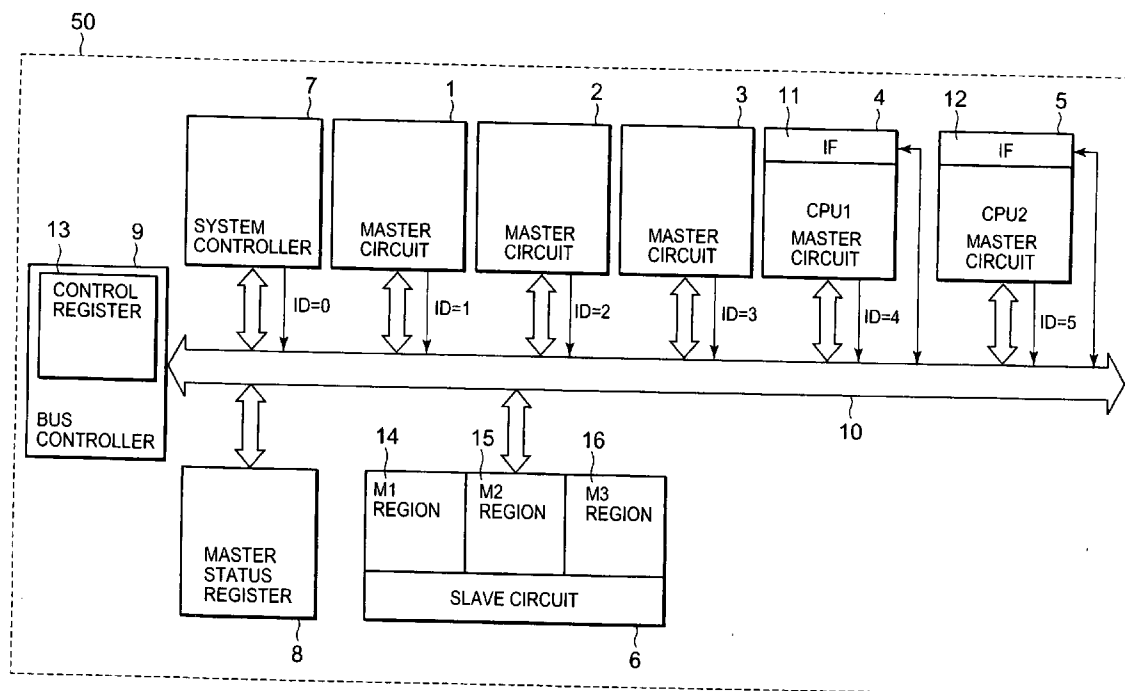 50
7
1
2
3
11
4
12
5
IF
IF
SYSTEM
CONTROLLER
MASTER
CIRCUIT
MASTER
CIRCUIT
MASTER
CIRCUIT
CPU1
MASTER
CIRCUIT
CPU2
MASTER
CIRCUIT
13
9
CONTROL
REGISTER
BUS
CONTROLLER
ID=0
ID=1
ID=2
ID=3
ID=4
ID=5
10
14
15
16
M1
REGION
M2
REGION
M3
REGION
MASTER
STATUS
REGISTER
SLAVE CIRCUIT
8
6